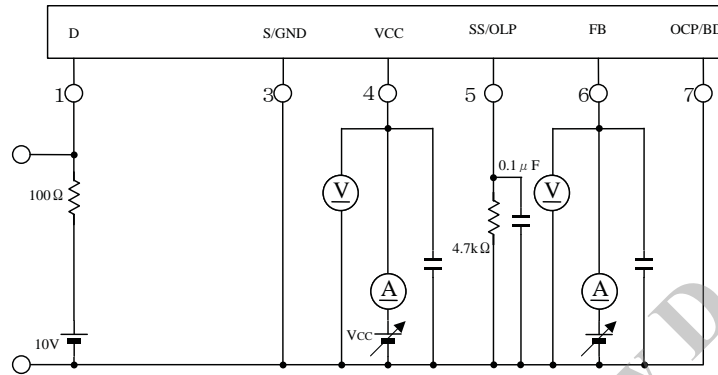 D S/GND VCC SS/OLP FB OCP/BD
1 3 4 5 6 7
0.1μF
V V
100Ω
4.7kΩ
A A
VCC
10V